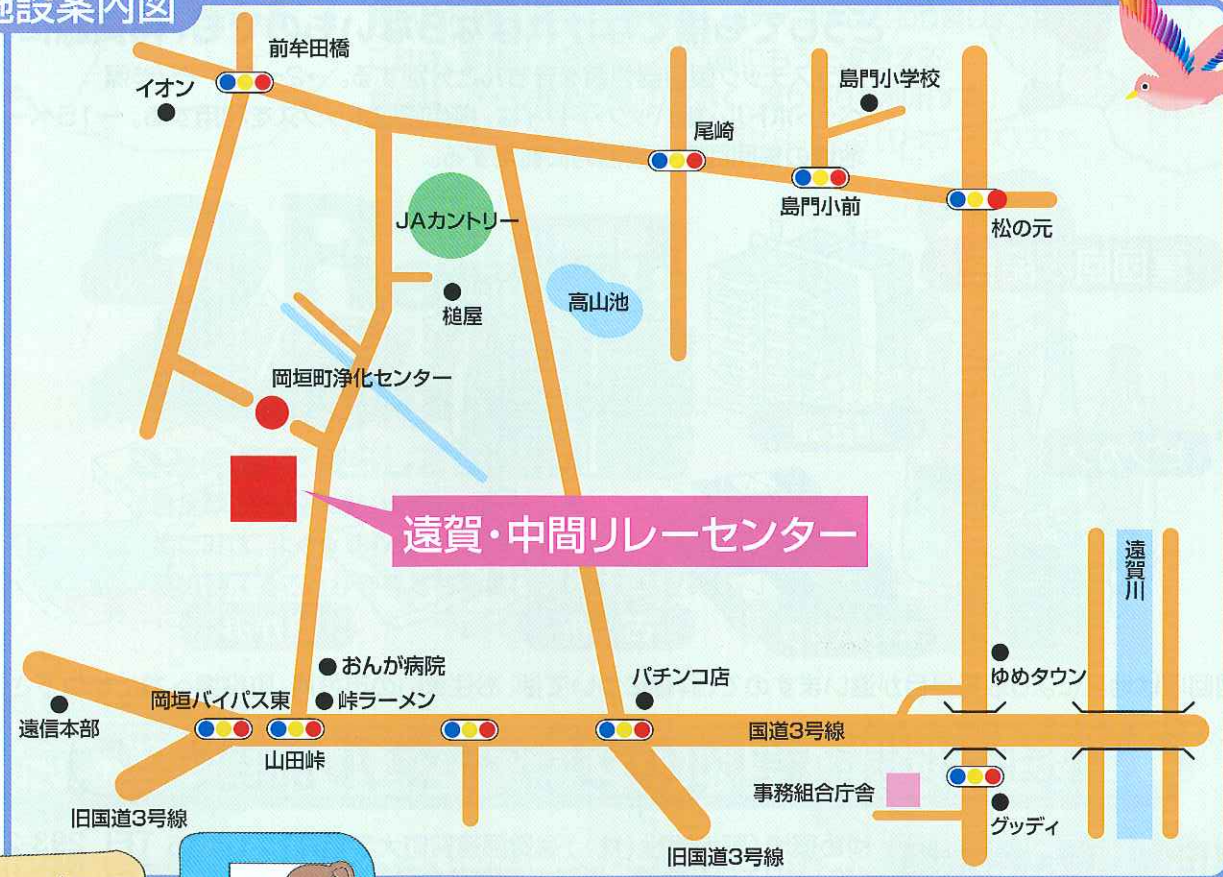 施設案内図
前牟田橋
イオン
島門小学校
尾崎
JAカントリー
島門小前
松の元
槌屋
高山池
岡垣町浄化センター
遠賀・中間リレーセンター
遠賀川
おんが病院
パチンコ店
ゆめタウン
岡垣バイパス東
峠ラーメン
遠信本部
国道3号線
山田峠
事務組合庁舎
旧国道3号線
グッディ
旧国道3号線